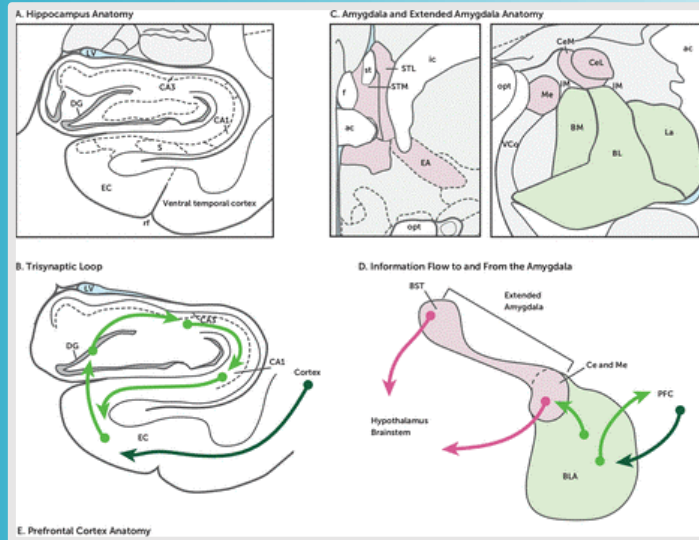 A. Hippocampus Anatomy
LV
CA3
DG
CA1
S
EC
Ventral temporal cortex
rf
C. Amygdala and Extended Amygdala Anatomy
st
STL
ic
STM
f
ac
EA
opt
CeM
CeL
ac
opt
Me
IM
IM
BM
La
BL
VCo
B. Trisynaptic Loop
LV
CA3
DG
CA1
Cortex
EC
D. Information Flow to and From the Amygdala
BST
Extended
Amygdala
Ce and Me
PFC
Hypothalamus
Brainstem
BLA
E. Prefrontal Cortex Anatomy